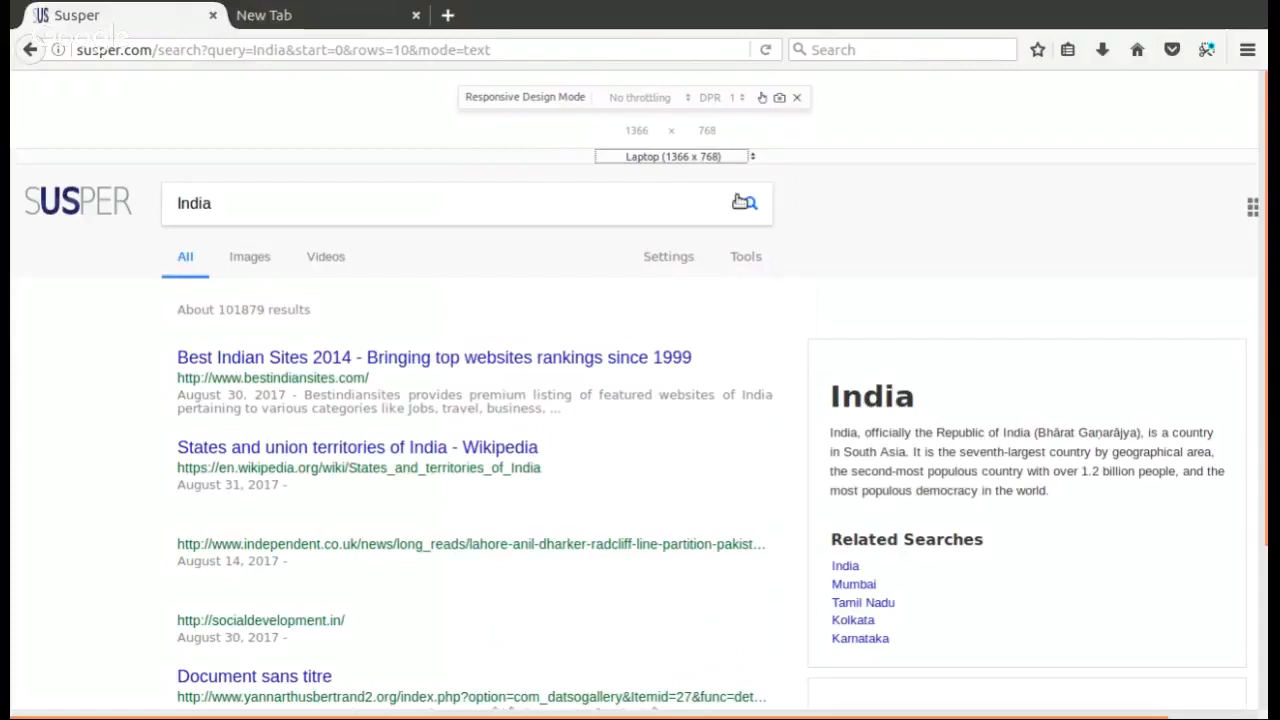 SUS Susper × New Tab × +
Google
susper.com/search?query=India&start=0&rows=10&mode=text
Search
Responsive Design Mode No throttling DPR 1
1366 × 768
Laptop (1366 x 768)
SUSPER
India
All Images Videos Settings Tools
About 101879 results
Best Indian Sites 2014 - Bringing top websites rankings since 1999
http://www.bestindiansites.com/
August 30, 2017 - Bestindiansites provides premium listing of featured websites of India
pertaining to various categories like Jobs, travel, business, ...
States and union territories of India - Wikipedia
https://en.wikipedia.org/wiki/States_and_territories_of_India
August 31, 2017 -
http://www.independent.co.uk/news/long_reads/lahore-anil-dharker-radcliff-line-partition-pakist...
August 14, 2017 -
http://socialdevelopment.in/
August 30, 2017 -
Document sans titre
http://www.yannarthusbertrand2.org/index.php?option=com_datsogallery&Itemid=27&func=det...
India
India, officially the Republic of India (Bhārat Gaṇarājya), is a country
in South Asia. It is the seventh-largest country by geographical area,
the second-most populous country with over 1.2 billion people, and the
most populous democracy in the world.
Related Searches
India
Mumbai
Tamil Nadu
Kolkata
Karnataka